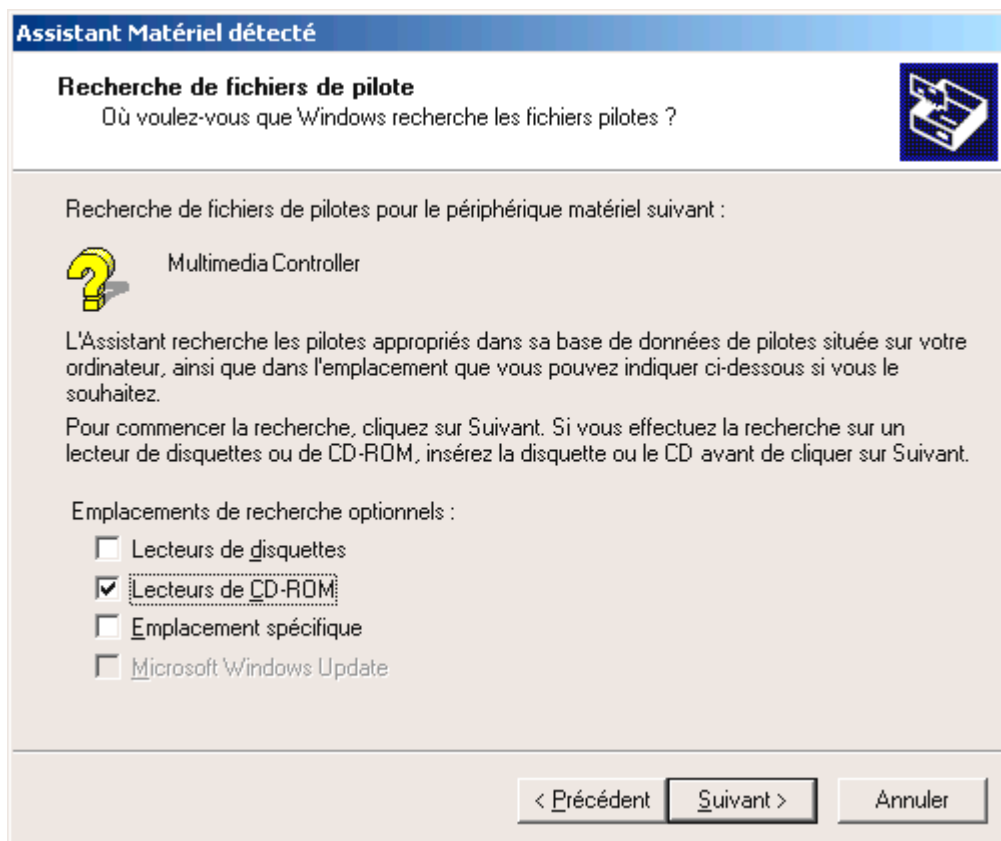 Assistant Matériel détecté
Recherche de fichiers de pilote
Où voulez-vous que Windows recherche les fichiers pilotes ?
Recherche de fichiers de pilotes pour le périphérique matériel suivant :
Multimedia Controller
L'Assistant recherche les pilotes appropriés dans sa base de données de pilotes située sur votre
ordinateur, ainsi que dans l'emplacement que vous pouvez indiquer ci-dessous si vous le
souhaitez.
Pour commencer la recherche, cliquez sur Suivant. Si vous effectuez la recherche sur un
lecteur de disquettes ou de CD-ROM, insérez la disquette ou le CD avant de cliquer sur Suivant.
Emplacements de recherche optionnels :
Lecteurs de disquettes
Lecteurs de CD-ROM
Emplacement spécifique
Microsoft Windows Update
< Précédent Suivant > Annuler